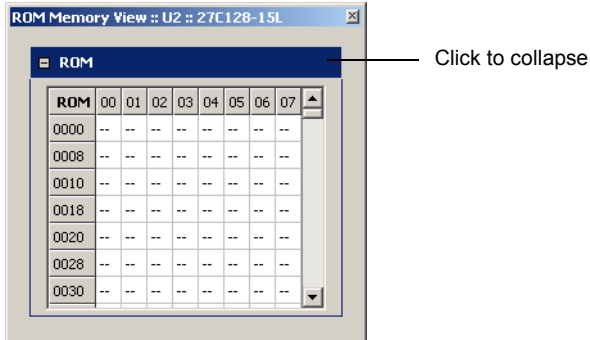 ROM Memory View :: U2 :: 27C128-15L
ROM
Click to collapse
ROM 00 01 02 03 04 05 06 07
0000 -- -- -- -- -- -- -- --
0008 -- -- -- -- -- -- -- --
0010 -- -- -- -- -- -- -- --
0018 -- -- -- -- -- -- -- --
0020 -- -- -- -- -- -- -- --
0028 -- -- -- -- -- -- -- --
0030 -- -- -- -- -- -- -- --